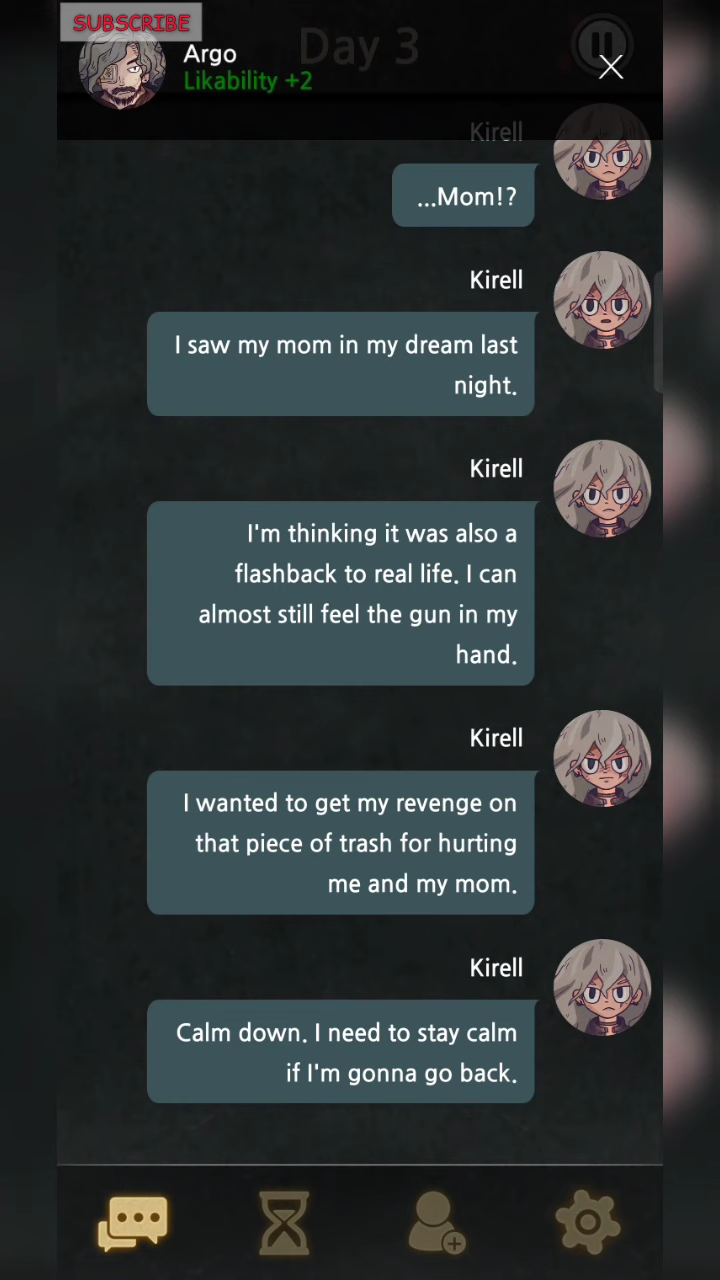 SUBSCRIBE
Day 3
Argo
Likability +2
Kirell
...Mom!?
Kirell
I saw my mom in my dream last
night.
Kirell
I'm thinking it was also a
flashback to real life. I can
almost still feel the gun in my
hand.
Kirell
I wanted to get my revenge on
that piece of trash for hurting
me and my mom.
Kirell
Calm down. I need to stay calm
if I'm gonna go back.